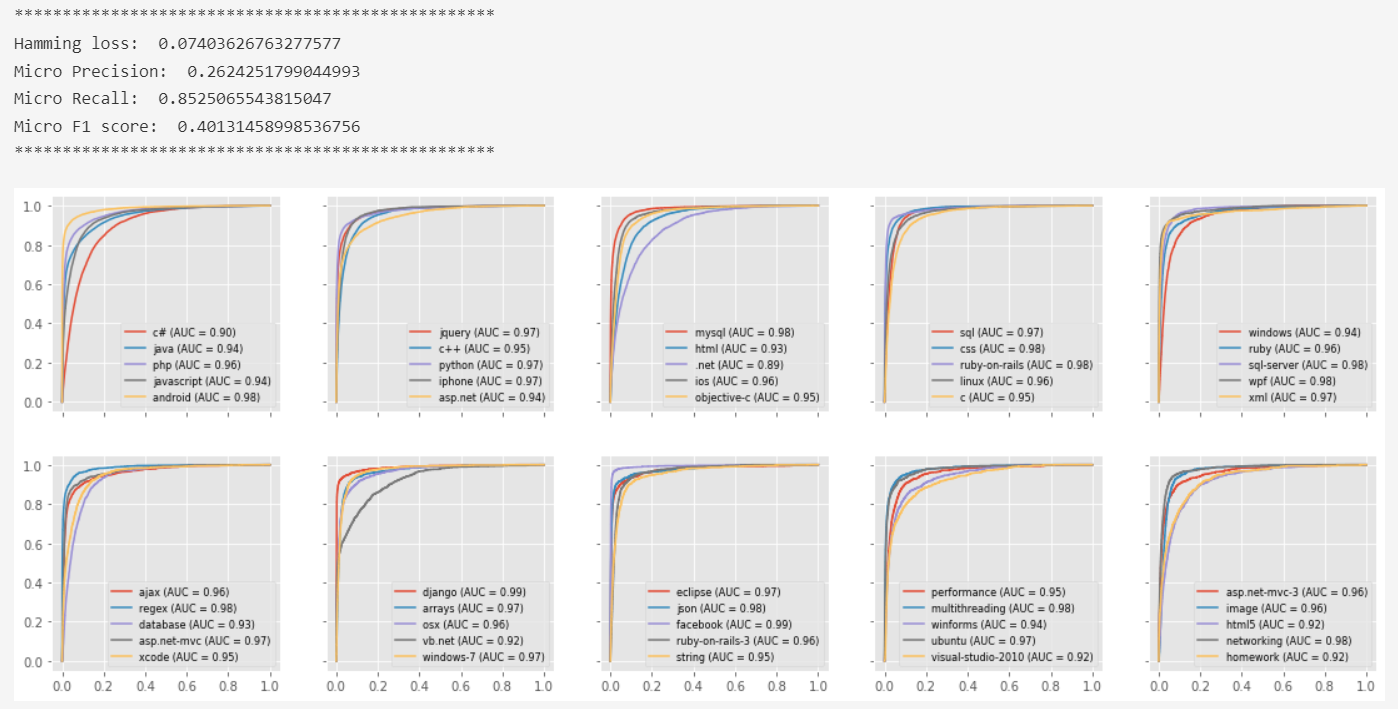 **************************************************
Hamming loss:  0.07403626763277577
Micro Precision:  0.2624251799044993
Micro Recall:  0.8525065543815047
Micro F1 score:  0.40131458998536756
**************************************************
1.0
0.8
0.6
0.4
0.2
0.0
c# (AUC = 0.90)
java (AUC = 0.94)
php (AUC = 0.96)
javascript (AUC = 0.94)
android (AUC = 0.98)
jquery (AUC = 0.97)
c++ (AUC = 0.95)
python (AUC = 0.97)
iphone (AUC = 0.97)
asp.net (AUC = 0.94)
mysql (AUC = 0.98)
html (AUC = 0.93)
.net (AUC = 0.89)
ios (AUC = 0.96)
objective-c (AUC = 0.95)
sql (AUC = 0.97)
css (AUC = 0.98)
ruby-on-rails (AUC = 0.98)
linux (AUC = 0.96)
c (AUC = 0.95)
windows (AUC = 0.94)
ruby (AUC = 0.96)
sql-server (AUC = 0.98)
wpf (AUC = 0.98)
xml (AUC = 0.97)
1.0
0.8
0.6
0.4
0.2
0.0
ajax (AUC = 0.96)
regex (AUC = 0.98)
database (AUC = 0.93)
asp.net-mvc (AUC = 0.97)
xcode (AUC = 0.95)
0.0 0.2 0.4 0.6 0.8 1.0
django (AUC = 0.99)
arrays (AUC = 0.97)
osx (AUC = 0.96)
vb.net (AUC = 0.92)
windows-7 (AUC = 0.97)
0.0 0.2 0.4 0.6 0.8 1.0
eclipse (AUC = 0.97)
json (AUC = 0.98)
facebook (AUC = 0.99)
ruby-on-rails-3 (AUC = 0.96)
string (AUC = 0.95)
0.0 0.2 0.4 0.6 0.8 1.0
performance (AUC = 0.95)
multithreading (AUC = 0.98)
winforms (AUC = 0.94)
ubuntu (AUC = 0.97)
visual-studio-2010 (AUC = 0.92)
0.0 0.2 0.4 0.6 0.8 1.0
asp.net-mvc-3 (AUC = 0.96)
image (AUC = 0.96)
html5 (AUC = 0.92)
networking (AUC = 0.98)
homework (AUC = 0.92)
0.0 0.2 0.4 0.6 0.8 1.0